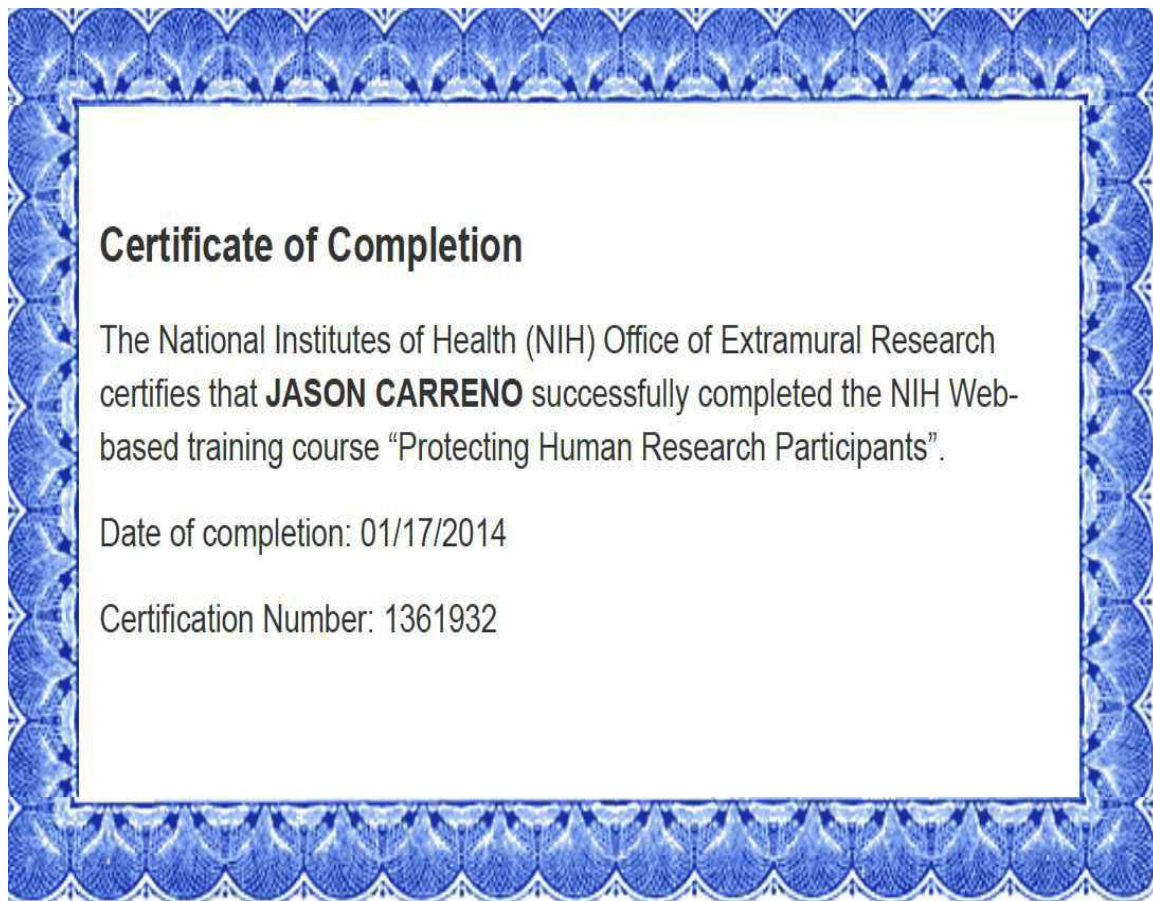 Certificate of Completion
The National Institutes of Health (NIH) Office of Extramural Research
certifies that JASON CARRENO successfully completed the NIH Web-
based training course “Protecting Human Research Participants”.
Date of completion: 01/17/2014
Certification Number: 1361932